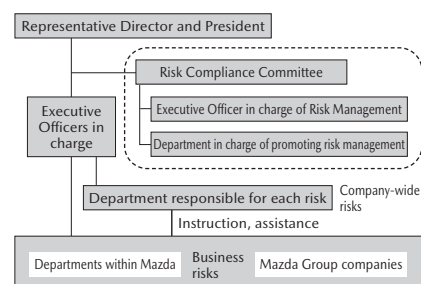 Representative Director and President
Risk Compliance Committee
Executive Officer in charge of Risk Management
Executive
Officers in
charge
Department in charge of promoting risk management
Department responsible for each risk
Company-wide
risks
Instruction, assistance
Departments within Mazda
Business
risks
Mazda Group companies